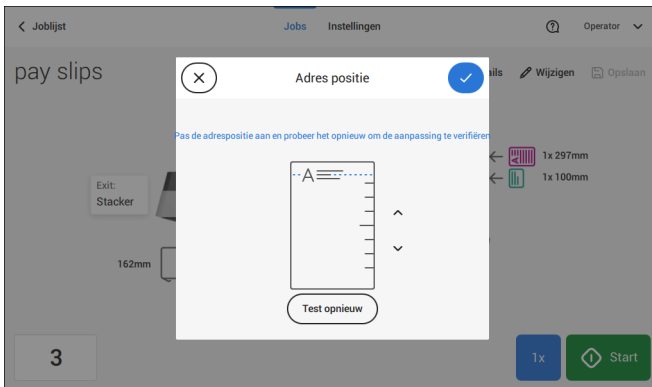 Joblijst
Jobs Instellingen
Operator
pay slips
Adres positie
ails
Wijzigen
Opslaan
Pas de adrespositie aan en probeer het opnieuw om de aanpassing te verifiëren
A
1x 297mm
1x 100mm
Exit:
Stacker
162mm
Test opnieuw
3
1x
Start